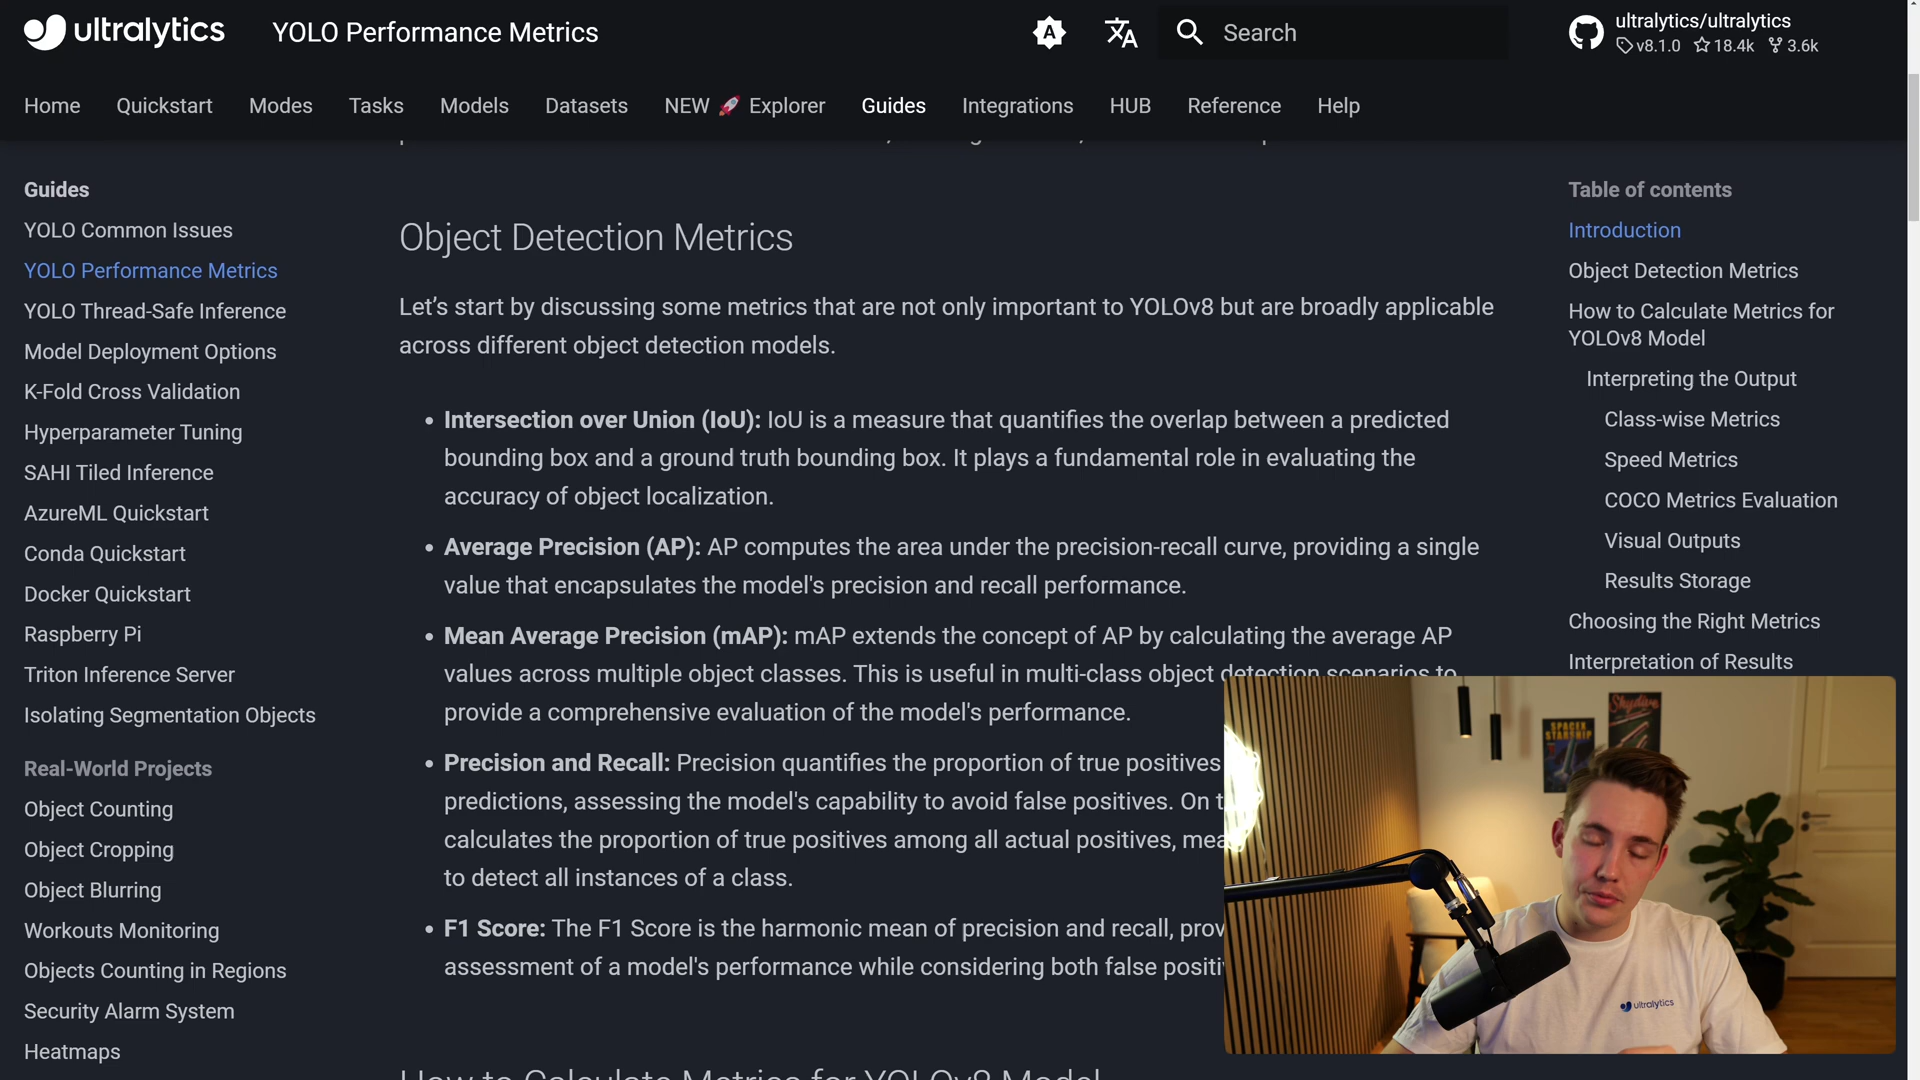 ultralytics
YOLO Performance Metrics
A
Search
ultralytics/ultralytics
v8.1.0 18.4k 3.6k
Home Quickstart Modes Tasks Models Datasets NEW 🚀 Explorer Guides Integrations HUB Reference Help
Guides
YOLO Common Issues
YOLO Performance Metrics
YOLO Thread-Safe Inference
Model Deployment Options
K-Fold Cross Validation
Hyperparameter Tuning
SAHI Tiled Inference
AzureML Quickstart
Conda Quickstart
Docker Quickstart
Raspberry Pi
Triton Inference Server
Isolating Segmentation Objects
Real-World Projects
Object Counting
Object Cropping
Object Blurring
Workouts Monitoring
Objects Counting in Regions
Security Alarm System
Heatmaps
Object Detection Metrics
Let's start by discussing some metrics that are not only important to YOLOv8 but are broadly applicable
across different object detection models.
• Intersection over Union (IoU): IoU is a measure that quantifies the overlap between a predicted
bounding box and a ground truth bounding box. It plays a fundamental role in evaluating the
accuracy of object localization.
• Average Precision (AP): AP computes the area under the precision-recall curve, providing a single
value that encapsulates the model's precision and recall performance.
• Mean Average Precision (mAP): mAP extends the concept of AP by calculating the average AP
values across multiple object classes. This is useful in multi-class object detection scenarios to
provide a comprehensive evaluation of the model's performance.
• Precision and Recall: Precision quantifies the proportion of true positives
predictions, assessing the model's capability to avoid false positives. On
calculates the proportion of true positives among all actual positives,
to detect all instances of a class.
• F1 Score: The F1 Score is the harmonic mean of precision and recall,
assessment of a model's performance while considering both false
How to Calculate Metrics for YOLOv8 Model
Table of contents
Introduction
Object Detection Metrics
How to Calculate Metrics for
YOLOv8 Model
Interpreting the Output
Class-wise Metrics
Speed Metrics
COCO Metrics Evaluation
Visual Outputs
Results Storage
Choosing the Right Metrics
Interpretation of Results
SPACEX
STARSHIP
Skydive
ultralytics